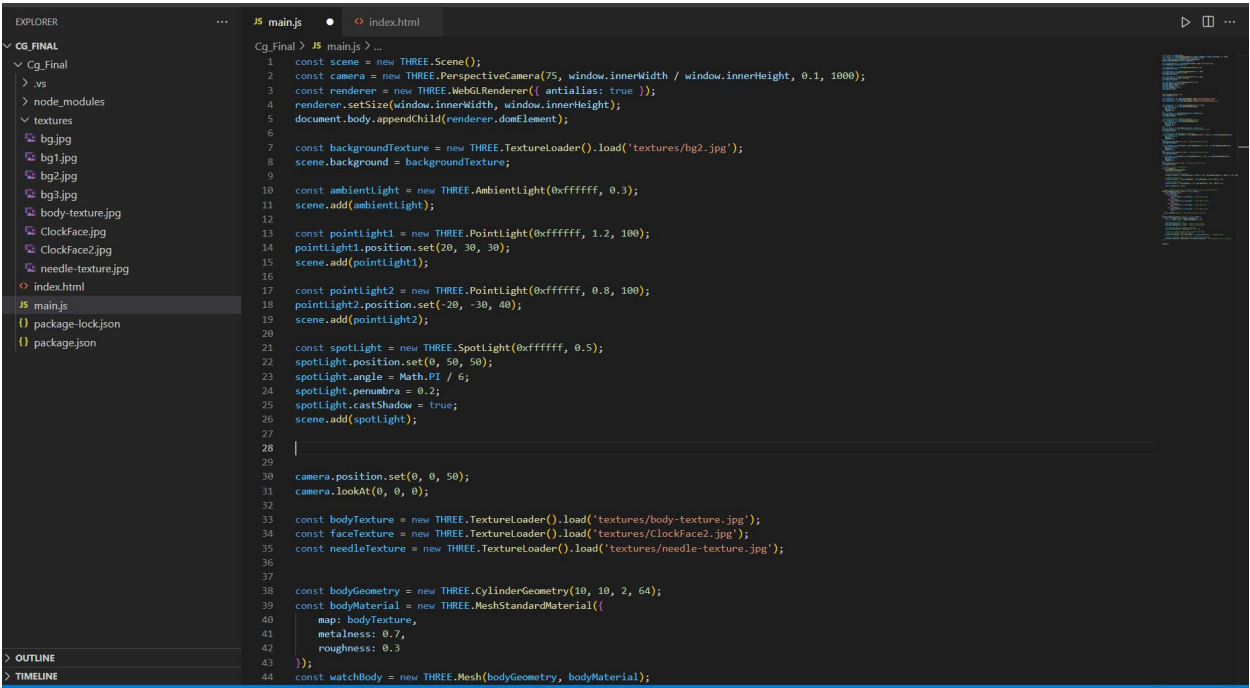 EXPLORER
CG_FINAL
Cg_Final
.vs
node_modules
textures
bg.jpg
bg1.jpg
bg2.jpg
bg3.jpg
body-texture.jpg
ClockFace.jpg
ClockFace2.jpg
needle-texture.jpg
index.html
JS main.js
{} package-lock.json
{} package.json
OUTLINE
TIMELINE
JS main.js ● <> index.html
Cg_Final > JS main.js > ...
1 const scene = new THREE.Scene();
2 const camera = new THREE.PerspectiveCamera(75, window.innerWidth / window.innerHeight, 0.1, 1000);
3 const renderer = new THREE.WebGLRenderer({ antialias: true });
4 renderer.setSize(window.innerWidth, window.innerHeight);
5 document.body.appendChild(renderer.domElement);
6
7 const backgroundTexture = new THREE.TextureLoader().load('textures/bg2.jpg');
8 scene.background = backgroundTexture;
9
10 const ambientLight = new THREE.AmbientLight(0xffffff, 0.3);
11 scene.add(ambientLight);
12
13 const pointLight1 = new THREE.PointLight(0xffffff, 1.2, 100);
14 pointLight1.position.set(20, 30, 30);
15 scene.add(pointLight1);
16
17 const pointLight2 = new THREE.PointLight(0xffffff, 0.8, 100);
18 pointLight2.position.set(-20, -30, 40);
19 scene.add(pointLight2);
20
21 const spotLight = new THREE.SpotLight(0xffffff, 0.5);
22 spotLight.position.set(0, 50, 50);
23 spotLight.angle = Math.PI / 6;
24 spotLight.penumbra = 0.2;
25 spotLight.castShadow = true;
26 scene.add(spotLight);
27
28
29
30 camera.position.set(0, 0, 50);
31 camera.lookAt(0, 0, 0);
32
33 const bodyTexture = new THREE.TextureLoader().load('textures/body-texture.jpg');
34 const faceTexture = new THREE.TextureLoader().load('textures/ClockFace2.jpg');
35 const needleTexture = new THREE.TextureLoader().load('textures/needle-texture.jpg');
36
37
38 const bodyGeometry = new THREE.CylinderGeometry(10, 10, 2, 64);
39 const bodyMaterial = new THREE.MeshStandardMaterial({
40 map: bodyTexture,
41 metalness: 0.7,
42 roughness: 0.3
43 });
44 const watchBody = new THREE.Mesh(bodyGeometry, bodyMaterial);